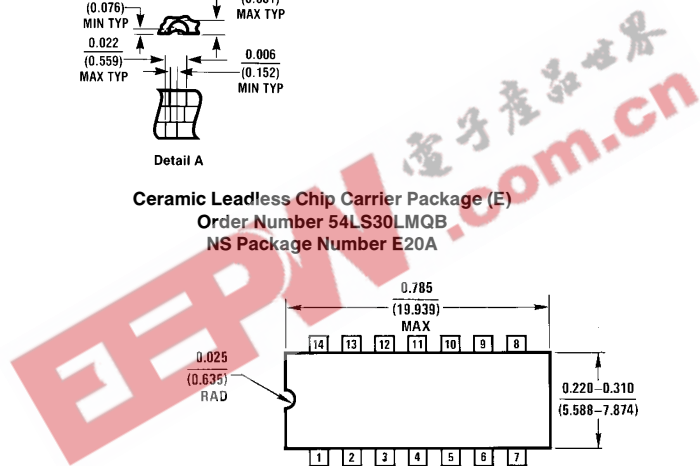 (0.076)
MIN TYP
MAX TYP
0.022
(0.559)
MAX TYP
0.006
(0.152)
MIN TYP
Detail A
Ceramic Leadless Chip Carrier Package (E)
Order Number 54LS30LMQB
NS Package Number E20A
0.785
(19.939)
MAX
14 13 12 11 10 9 8
0.025
(0.635)
RAD
0.220–0.310
(5.588–7.874)
1 2 3 4 5 6 7
EEPW.com.cn
電子產品世界